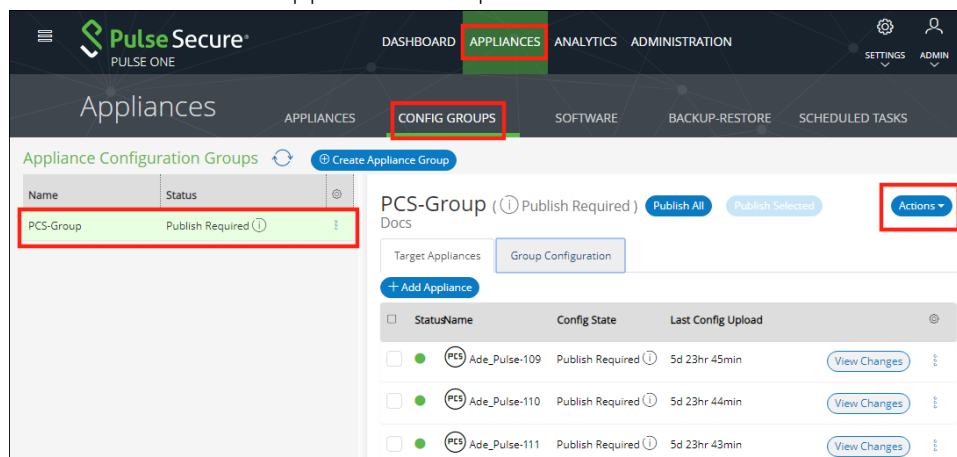 Pulse Secure®
PULSE ONE
DASHBOARD APPLIANCES ANALYTICS ADMINISTRATION
SETTINGS ADMIN
Appliances
APPLIANCES CONFIG GROUPS SOFTWARE BACKUP-RESTORE SCHEDULED TASKS
Appliance Configuration Groups
Create Appliance Group
Name Status
PCS-Group Publish Required
PCS-Group ( Publish Required ) Publish All Publish Selected Actions
Docs
Target Appliances Group Configuration
+ Add Appliance
Status Name Config State Last Config Upload
PCS Ade_Pulse-109 Publish Required 5d 23hr 45min View Changes
PCS Ade_Pulse-110 Publish Required 5d 23hr 44min View Changes
PCS Ade_Pulse-111 Publish Required 5d 23hr 43min View Changes